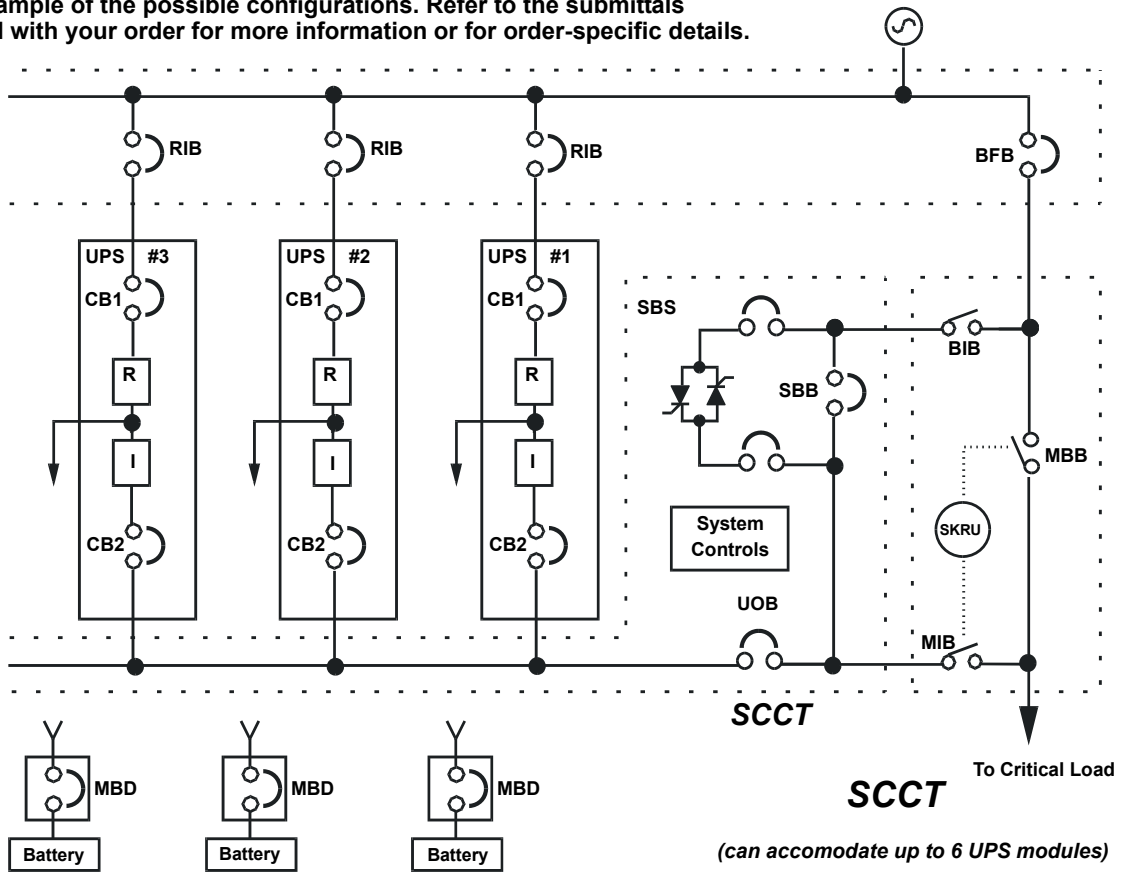 ample of the possible configurations. Refer to the submittals
with your order for more information or for order-specific details.
RIB
RIB
RIB
BFB
UPS #3
UPS #2
UPS #1
CB1
CB1
CB1
SBS
BIB
R
R
R
SBB
MBB
I
I
I
System
Controls
SKRU
CB2
CB2
CB2
UOB
MIB
SCCT
To Critical Load
MBD
MBD
MBD
SCCT
Battery
Battery
Battery
(can accomodate up to 6 UPS modules)